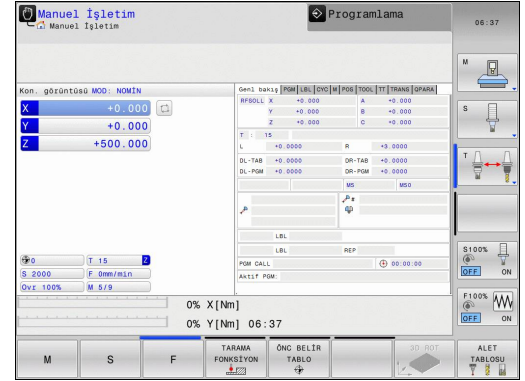 Manuel İşletim
Manuel İşletim
Programlama
06:37
Kon. görüntüsü MOD: NOMİN
X +0.000
Y +0.000
Z +500.000
0 T 15 Z
S 2000 F 0mm/min
Ovr 100% M 5/9
Genl bakış PGM LBL CYC M POS TOOL TT TRANS QPARA
RFSOLL X +0.000 A +0.000
Y +0.000 B +0.000
Z +0.000 C +0.000
T : 15
L +0.0000 R +3.0000
DL-TAB +0.0000 DR-TAB +0.0000
DL-PGM +0.0000 DR-PGM +0.0000
M5 M50
P#
P
LBL
LBL REP
PGM CALL 00:00:00
Aktif PGM:
0% X[Nm]
0% Y[Nm] 06:37
M
S
T
S100%
OFF ON
F100%
OFF ON
M
S
F
TARAMA FONKSİYON
ÖNC BELİR TABLO
3D ROT
ALET TABLOSU